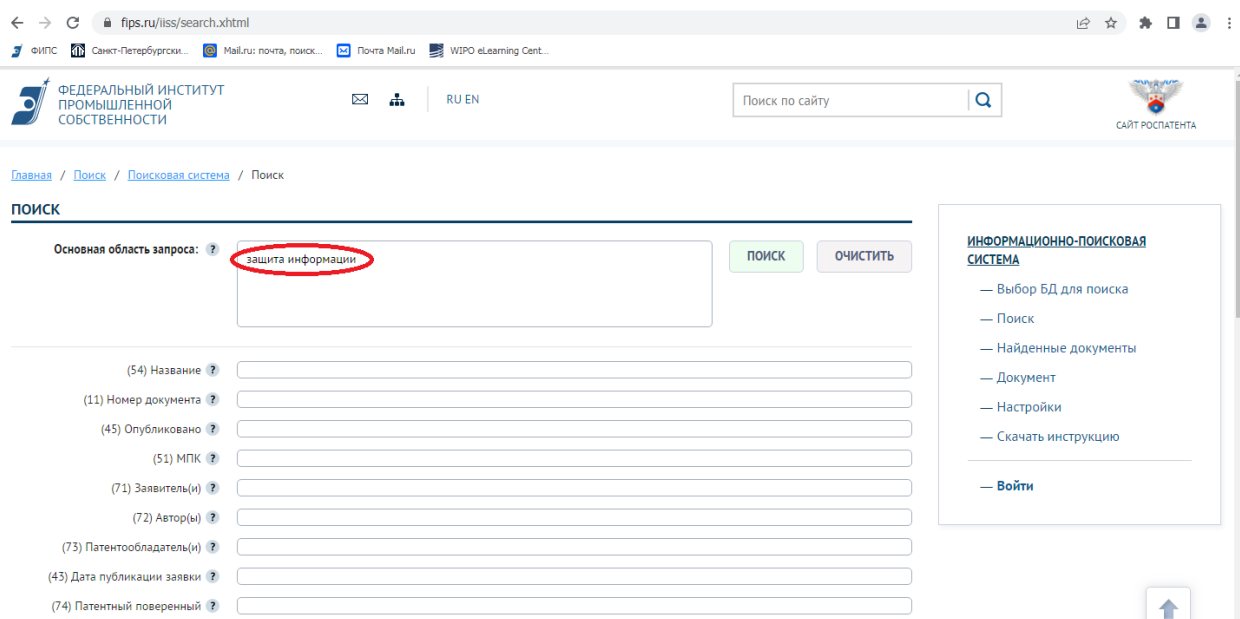 fips.ru/iiss/search.xhtml
ФИПС
Санкт-Петербургски...
Mail.ru: почта, поиск...
Почта Mail.ru
WIPO eLearning Cent...
ФЕДЕРАЛЬНЫЙ ИНСТИТУТ
ПРОМЫШЛЕННОЙ
СОБСТВЕННОСТИ
RU EN
Поиск по сайту
САЙТ РОСПАТЕНТА
Главная / Поиск / Поисковая система / Поиск
ПОИСК
Основная область запроса: ?
защита информации
ПОИСК
ОЧИСТИТЬ
(54) Название ?
(11) Номер документа ?
(45) Опубликовано ?
(51) МПК ?
(71) Заявитель(и) ?
(72) Автор(ы) ?
(73) Патентообладатель(и) ?
(43) Дата публикации заявки ?
(74) Патентный поверенный ?
ИНФОРМАЦИОННО-ПОИСКОВАЯ
СИСТЕМА
— Выбор БД для поиска
— Поиск
— Найденные документы
— Документ
— Настройки
— Скачать инструкцию
— Войти